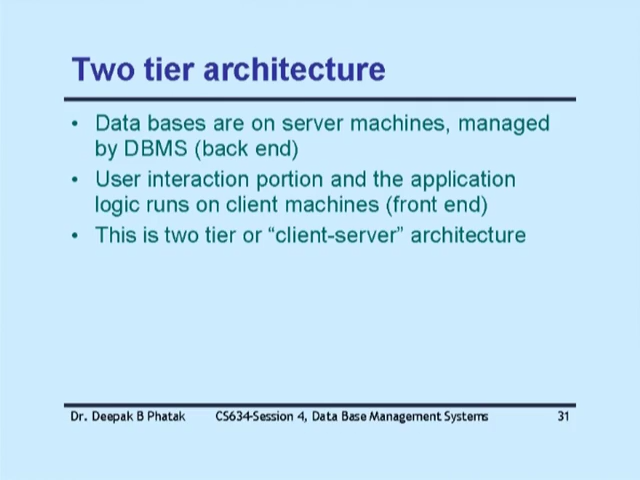 Two tier architecture
• Data bases are on server machines, managed
by DBMS (back end)
• User interaction portion and the application
logic runs on client machines (front end)
• This is two tier or “client-server” architecture
Dr. Deepak B Phatak CS634-Session 4, Data Base Management Systems 31